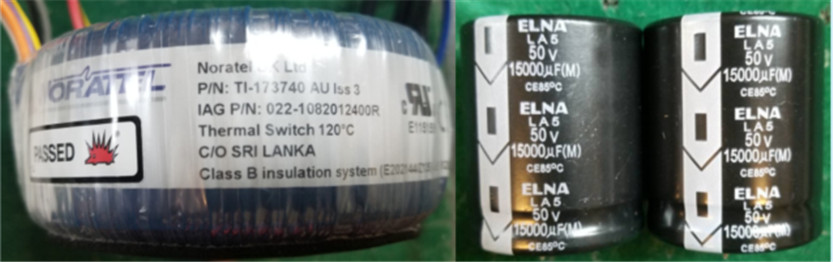 NORATEL
PASSED
Noratel UK Ltd
P/N: TI-173740 AU Iss 3
IAG P/N: 022-1082012400R
Thermal Switch 120°C
C/O SRI LANKA
Class B insulation system
ELNA
LA5
50V
15000µF(M)
CE85°C
ELNA
LA5
50V
15000µF(M)
CE85°C
ELNA
LA5
50V
15000µF(M)
CE85°C
CE85°C
ELNA
LA5
50V
15000µF(M)
CE85°C
ELNA
LA5
50V
15000µF(M)
CE85°C
ELNA
LA5
50V
15000µF(M)
CE85°C